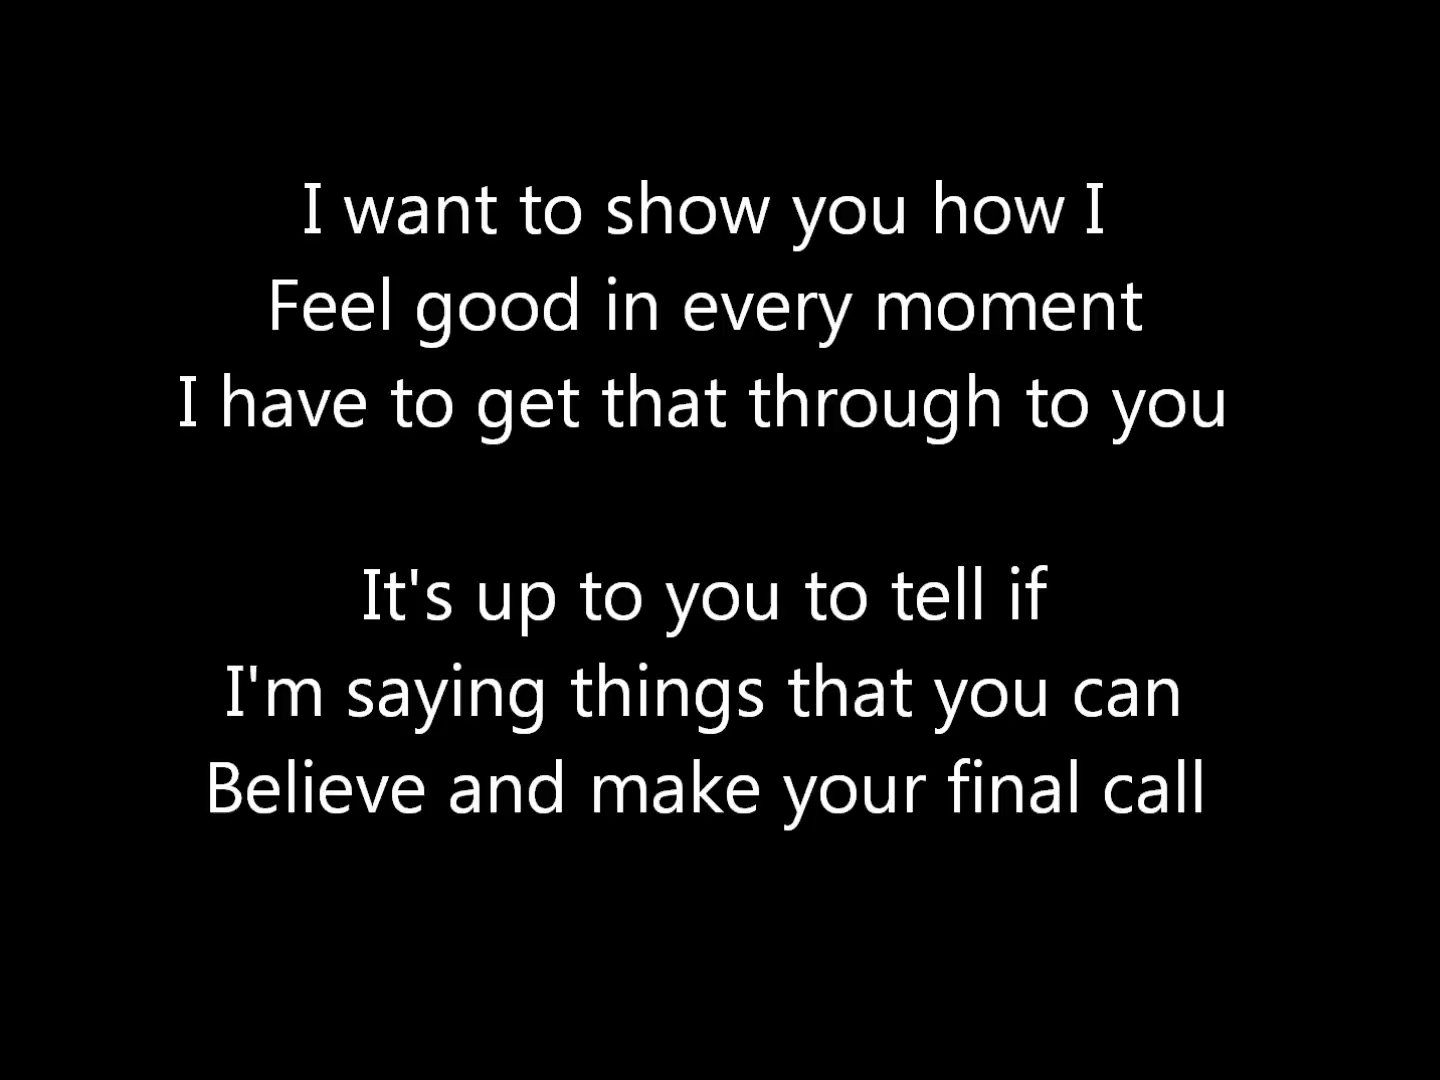 I want to show you how I
Feel good in every moment
I have to get that through to you
It's up to you to tell if
I'm saying things that you can
Believe and make your final call